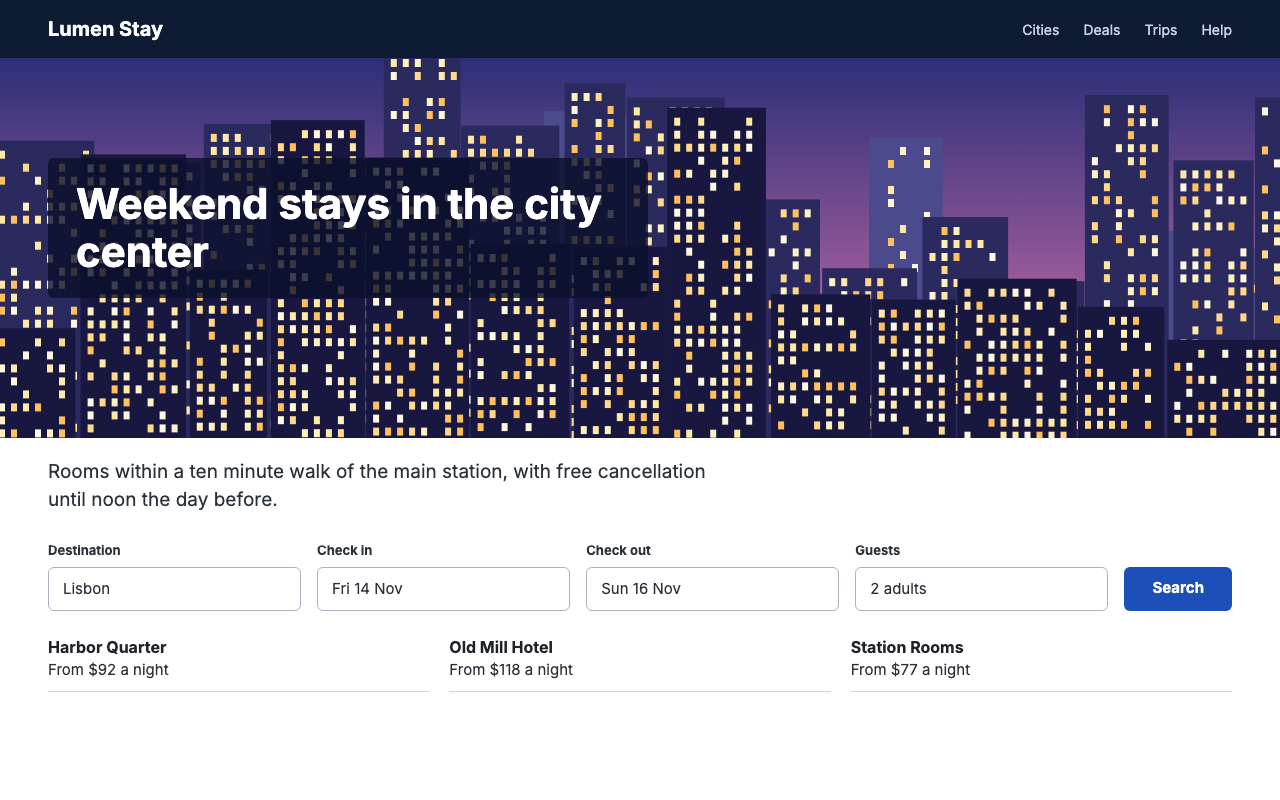 Lumen Stay
Cities Deals Trips Help
Weekend stays in the city
center
Rooms within a ten minute walk of the main station, with free cancellation
until noon the day before.
Destination Check in Check out Guests
Lisbon Fri 14 Nov Sun 16 Nov 2 adults Search
Harbor Quarter Old Mill Hotel Station Rooms
From $92 a night From $118 a night From $77 a night